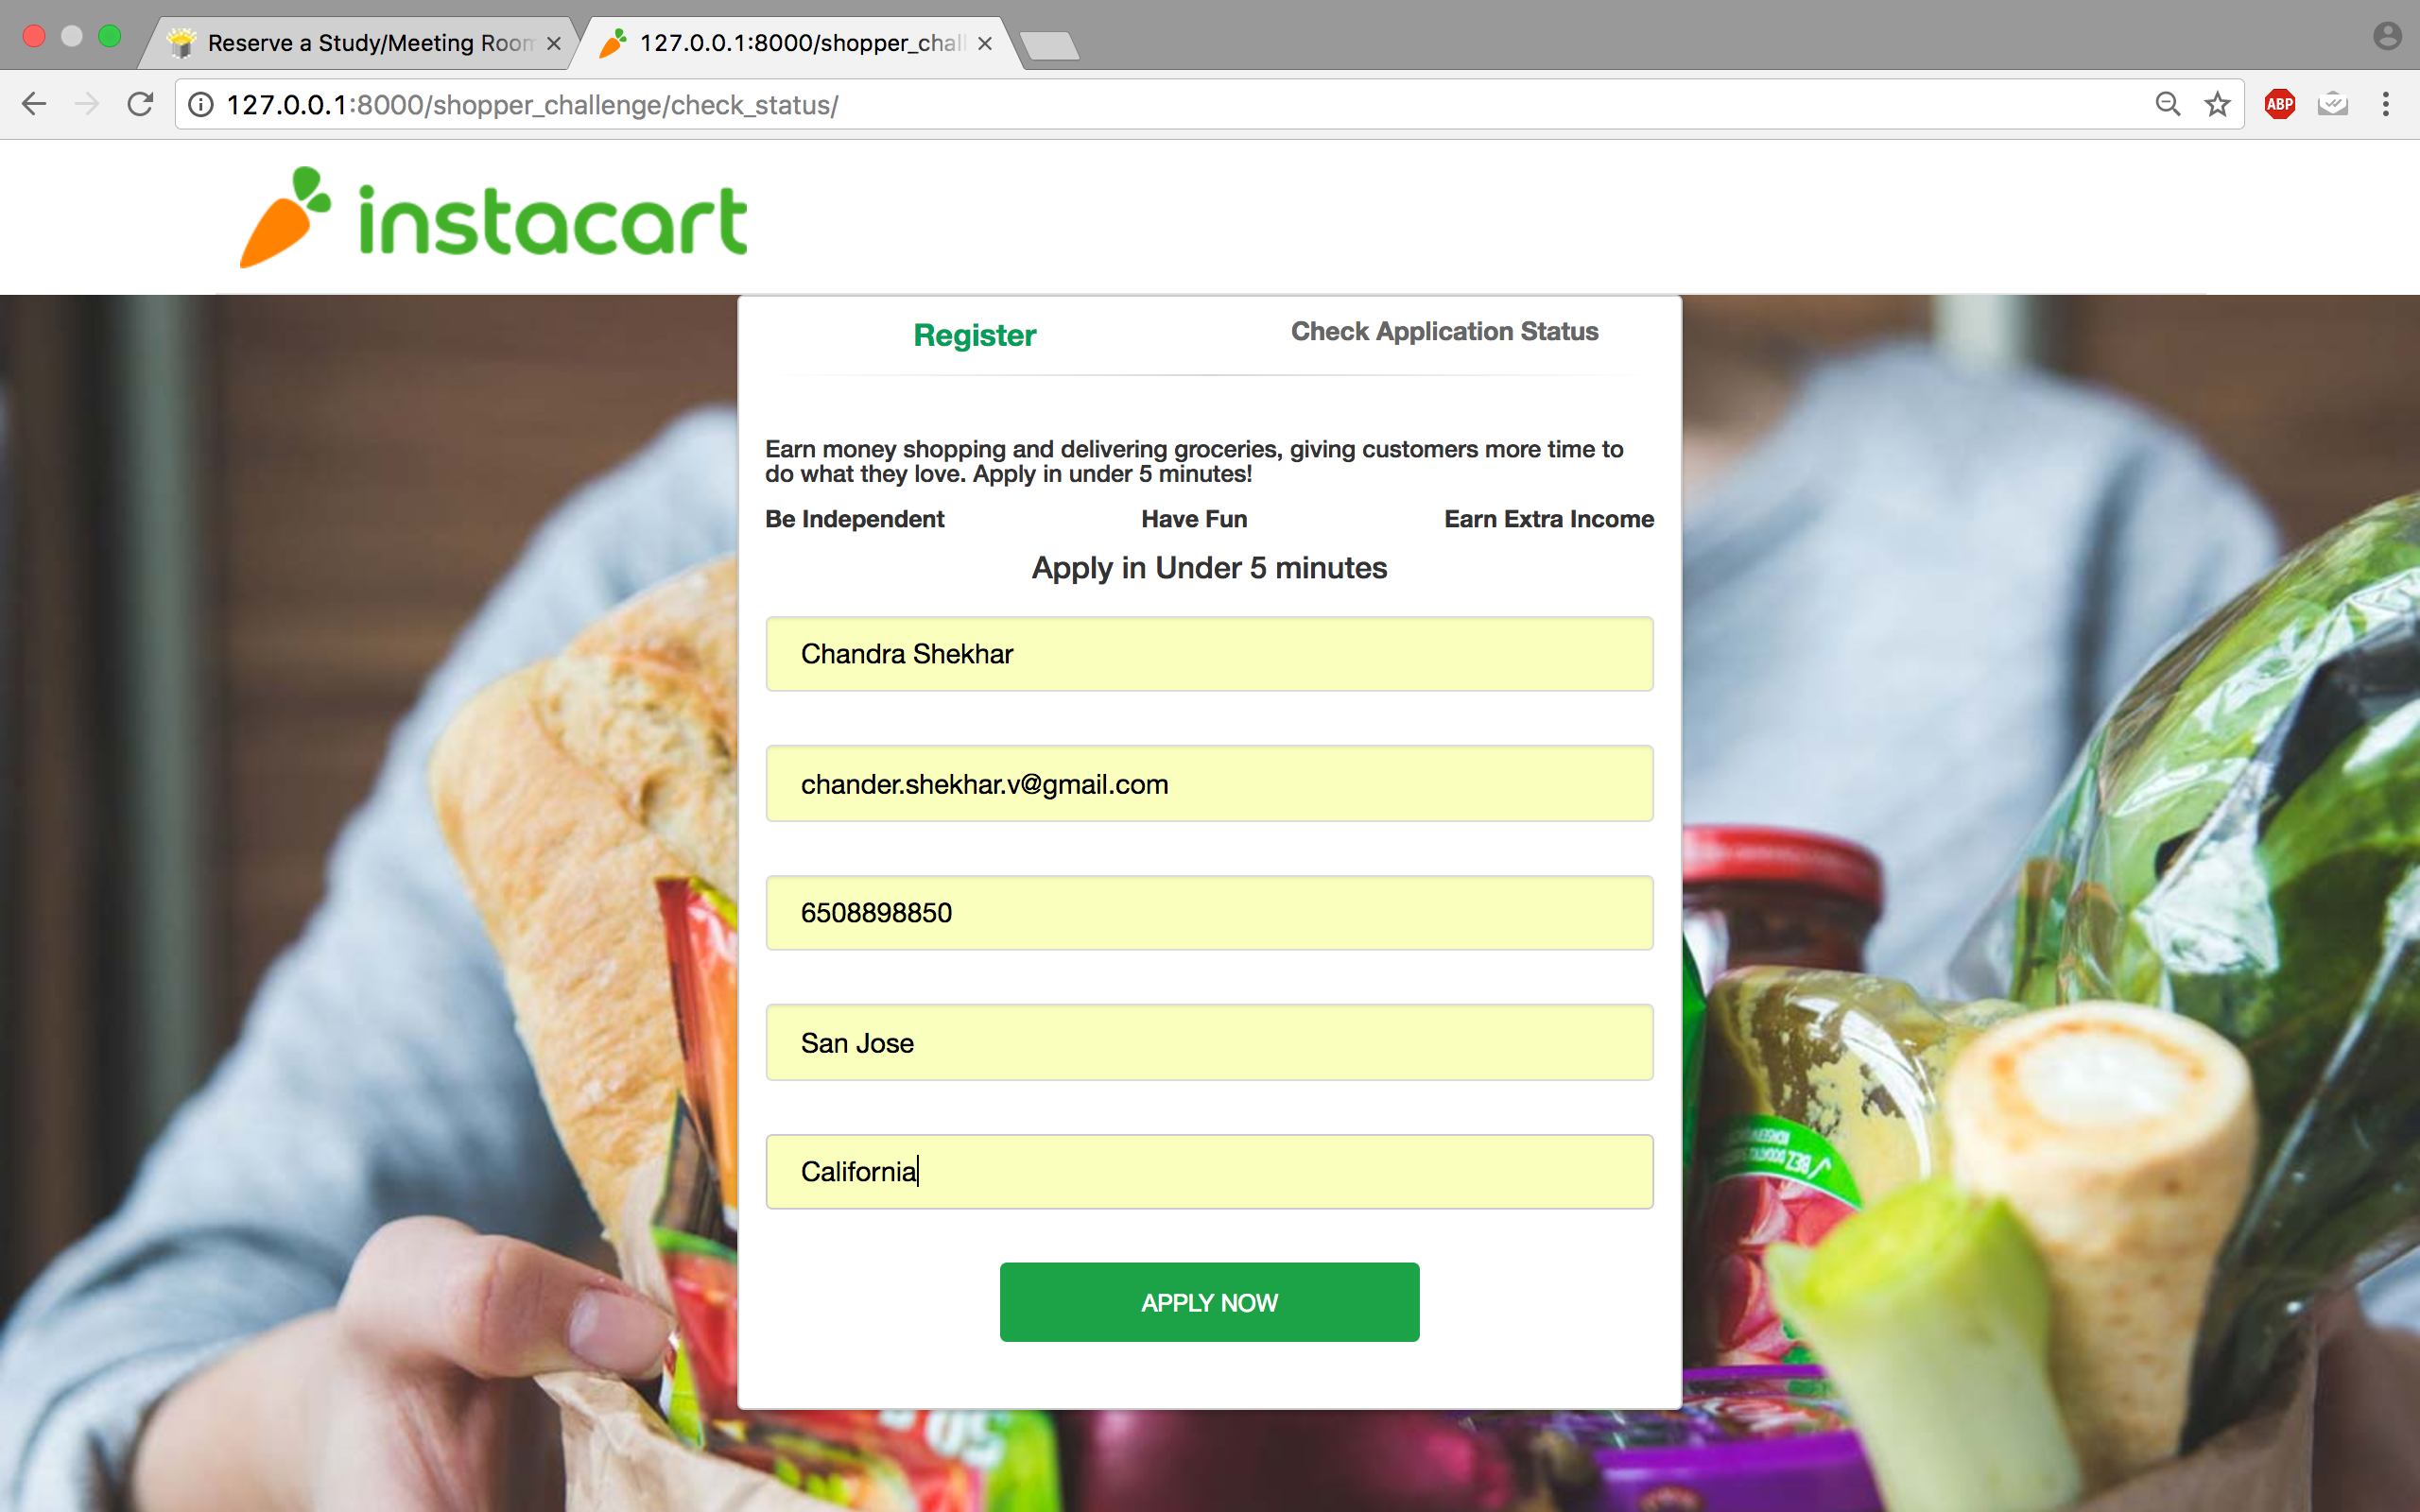 Reserve a Study/Meeting Room
127.0.0.1:8000/shopper_chall
127.0.0.1:8000/shopper_challenge/check_status/
ABP
instacart
Register
Check Application Status
Earn money shopping and delivering groceries, giving customers more time to
do what they love. Apply in under 5 minutes!
Be Independent Have Fun Earn Extra Income
Apply in Under 5 minutes
Chandra Shekhar
chander.shekhar.v@gmail.com
6508898850
San Jose
California
APPLY NOW
BEZ